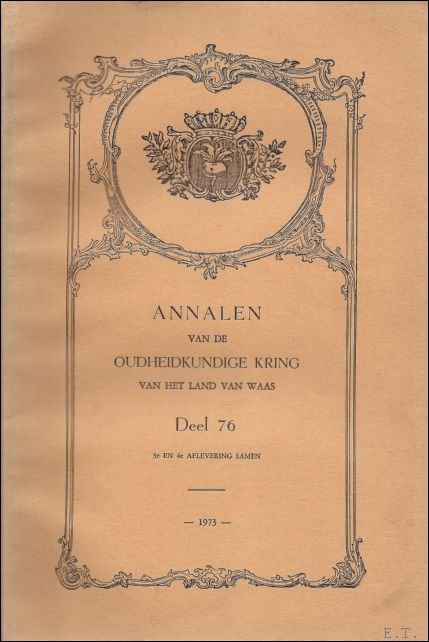 ANNALEN
VAN DE
OUDHEIDKUNDIGE KRING
VAN HET LAND VAN WAAS
Deel 76
3e EN 4e AFLEVERING SAMEN
— 1973 —
E.T.